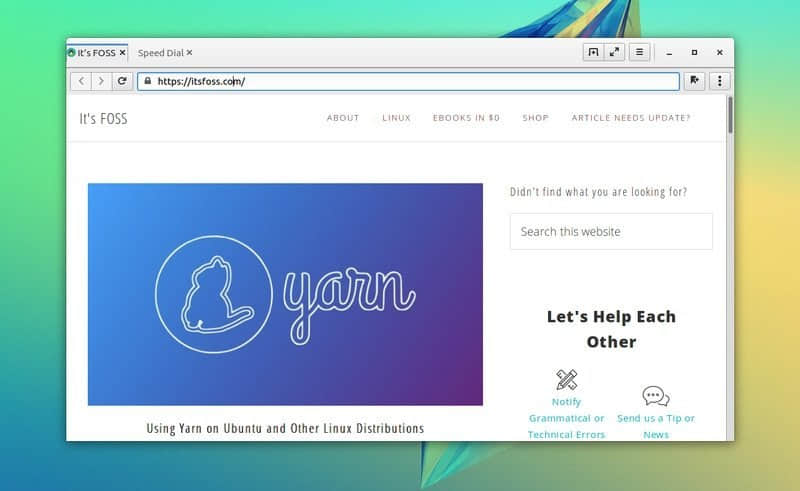 It's FOSS
Speed Dial
https://itsfoss.com/
It's FOSS
ABOUT
LINUX
EBOOKS IN $0
SHOP
ARTICLE NEEDS UPDATE?
yarn
Using Yarn on Ubuntu and Other Linux Distributions
Didn't find what you are looking for?
Search this website
Let's Help Each
Other
Notify
Grammatical or
Technical Errors
Send us a Tip or
News